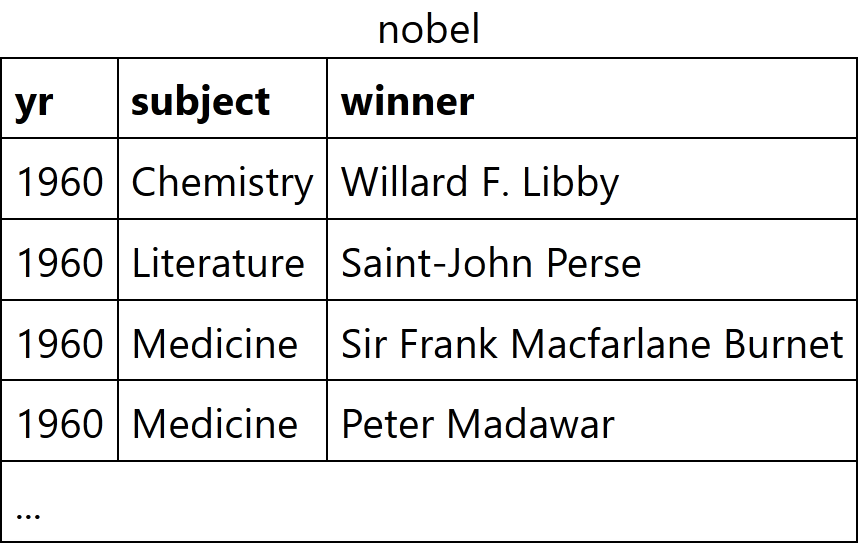 nobel
yr subject winner
1960 Chemistry Willard F. Libby
1960 Literature Saint-John Perse
1960 Medicine Sir Frank Macfarlane Burnet
1960 Medicine Peter Madawar
...